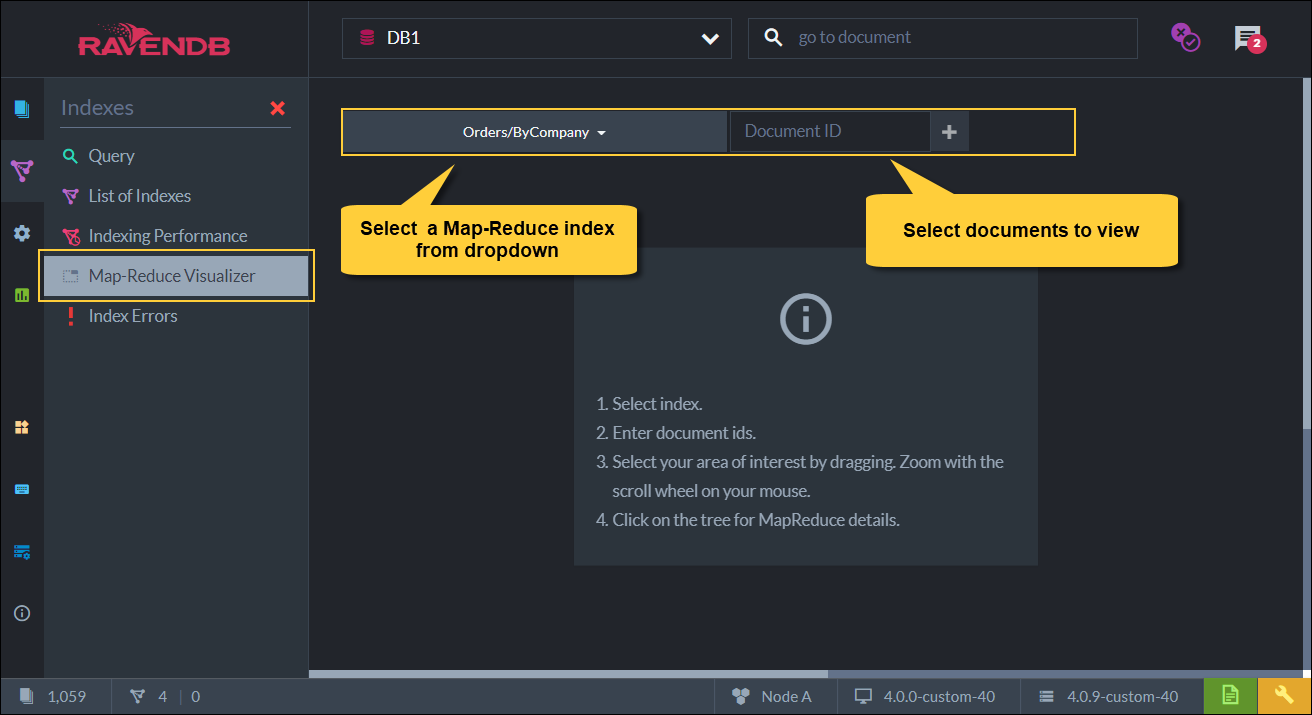 RAVENDB
DB1
go to document
2
Indexes
Query
List of Indexes
Indexing Performance
Map-Reduce Visualizer
Index Errors
Orders/ByCompany
Document ID
Select a Map-Reduce index
from dropdown
Select documents to view
1. Select index.
2. Enter document ids.
3. Select your area of interest by dragging. Zoom with the
scroll wheel on your mouse.
4. Click on the tree for MapReduce details.
1,059
4 | 0
Node A
4.0.0-custom-40
4.0.9-custom-40